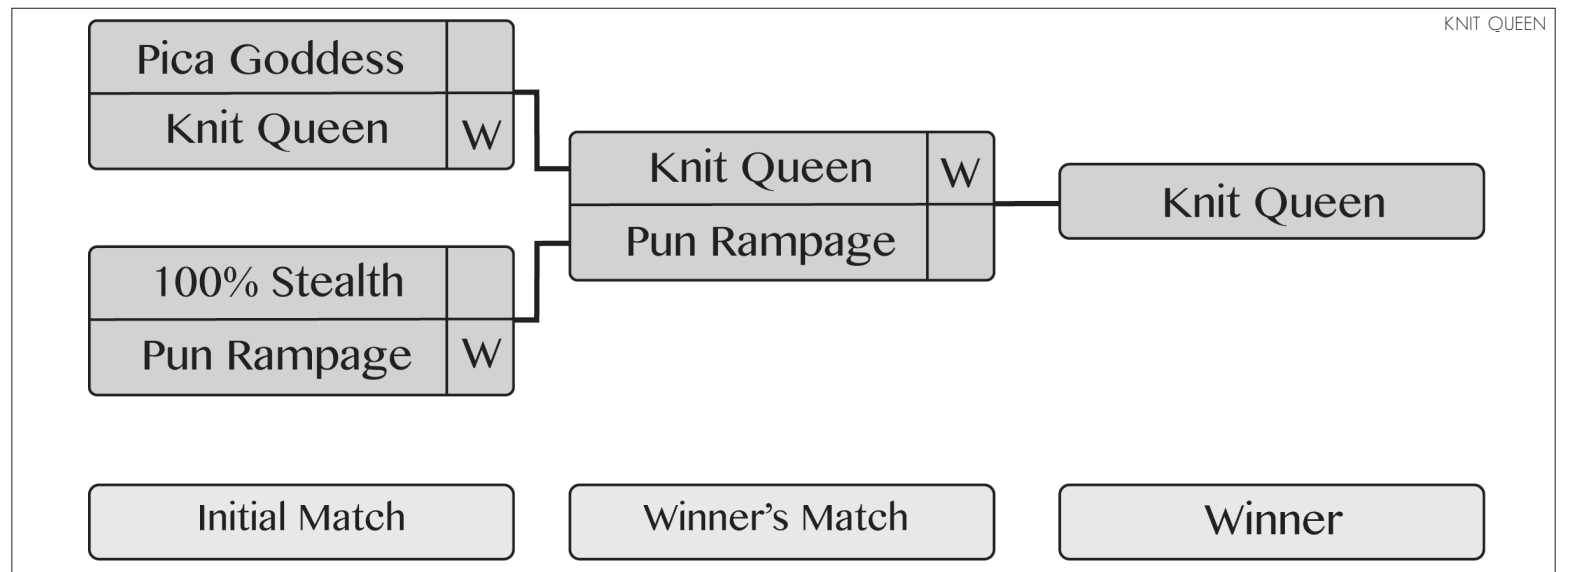 KNIT QUEEN
Pica Goddess
Knit Queen W
100% Stealth
Pun Rampage W
Knit Queen W
Pun Rampage
Knit Queen
Initial Match
Winner's Match
Winner